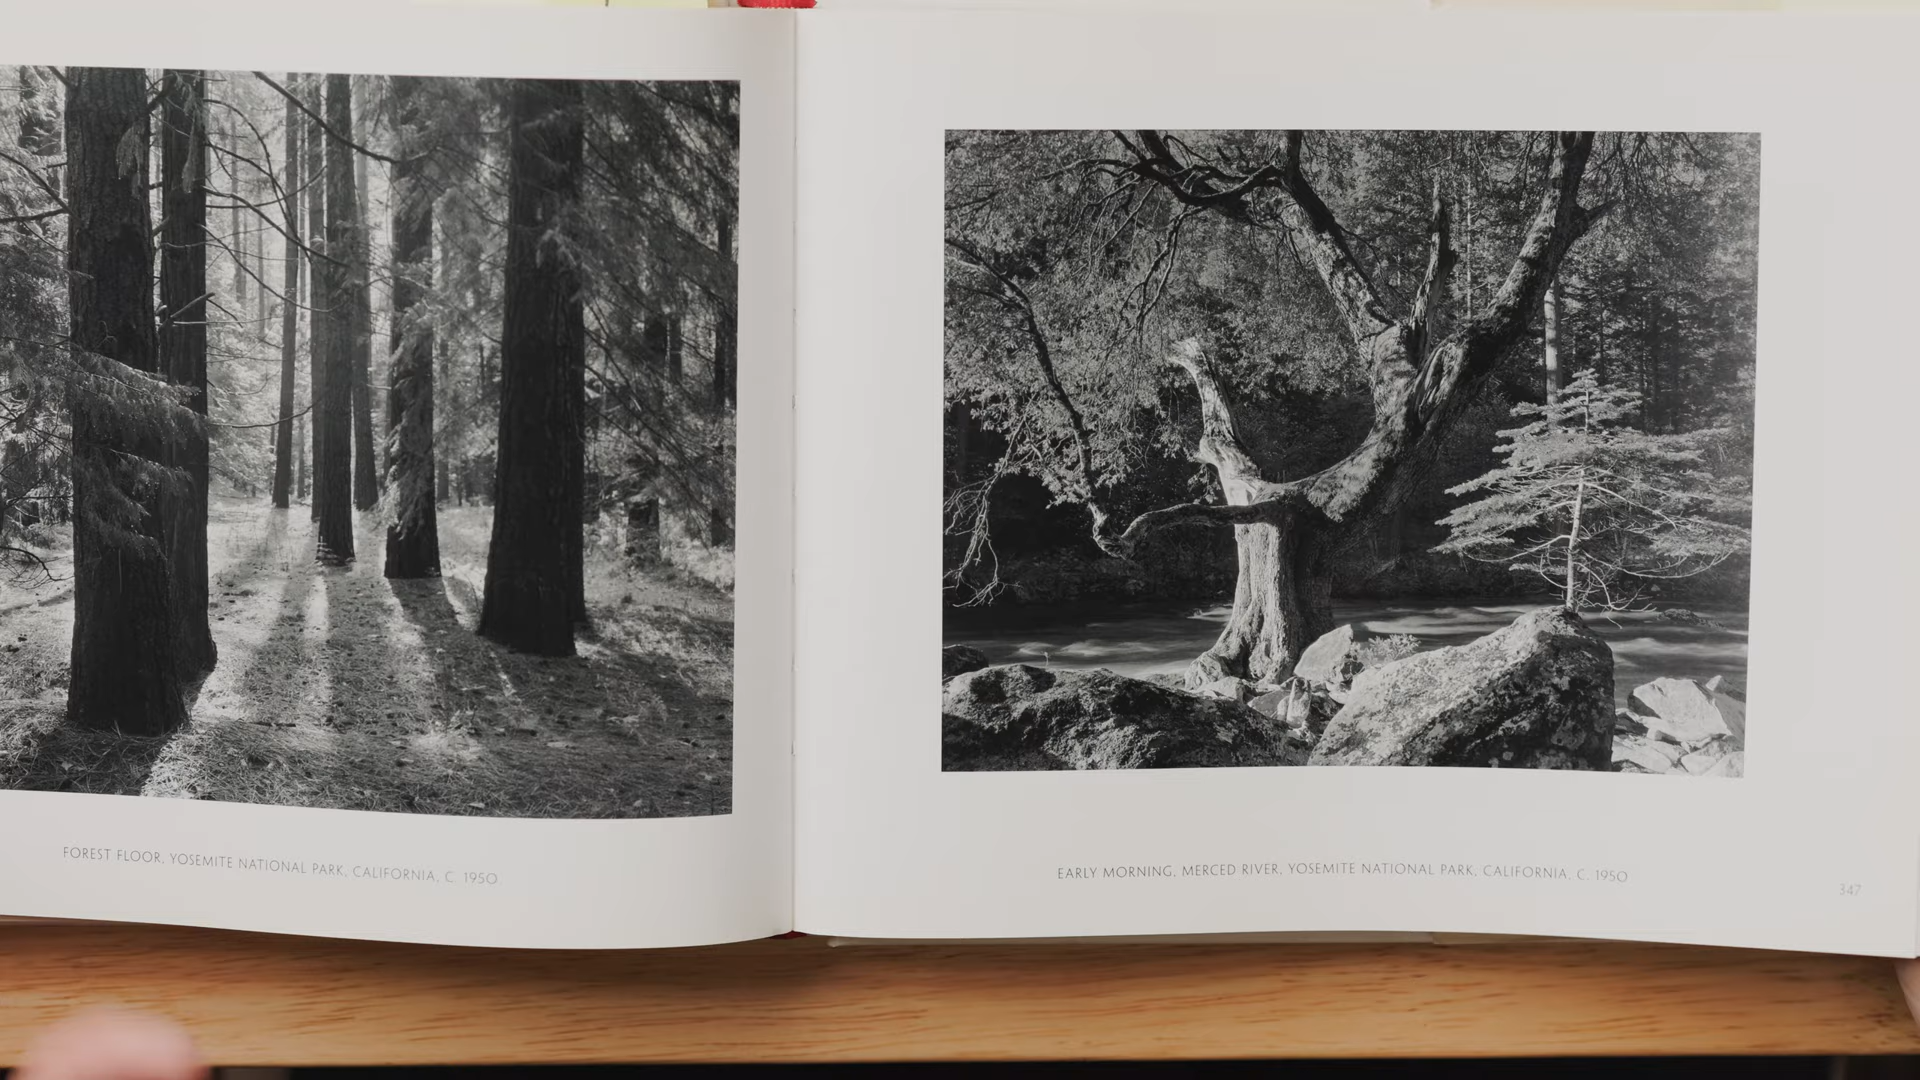 FOREST FLOOR, YOSEMITE NATIONAL PARK, CALIFORNIA, C. 1950
EARLY MORNING, MERCED RIVER, YOSEMITE NATIONAL PARK, CALIFORNIA, C. 1950
347